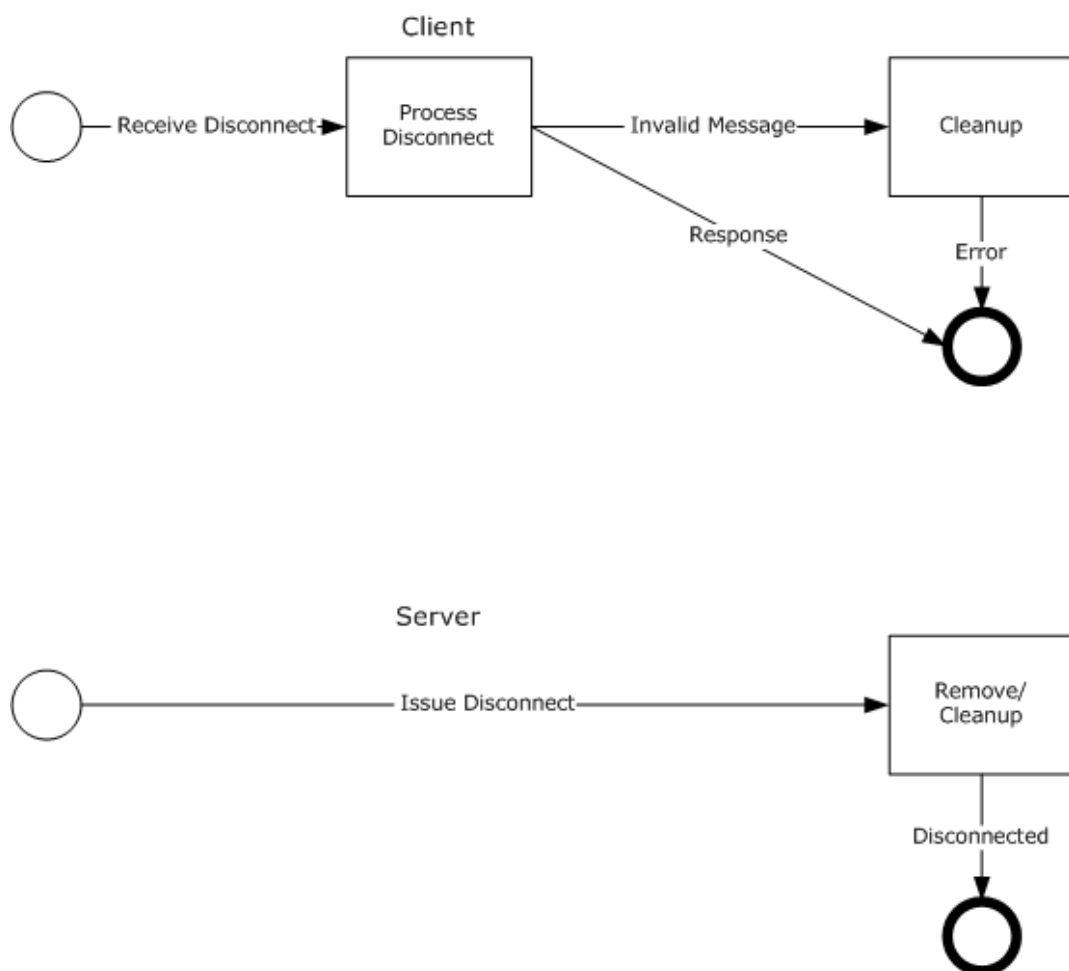 Client
Receive Disconnect
Process
Disconnect
Invalid Message
Cleanup
Response
Error
Server
Issue Disconnect
Remove/
Cleanup
Disconnected